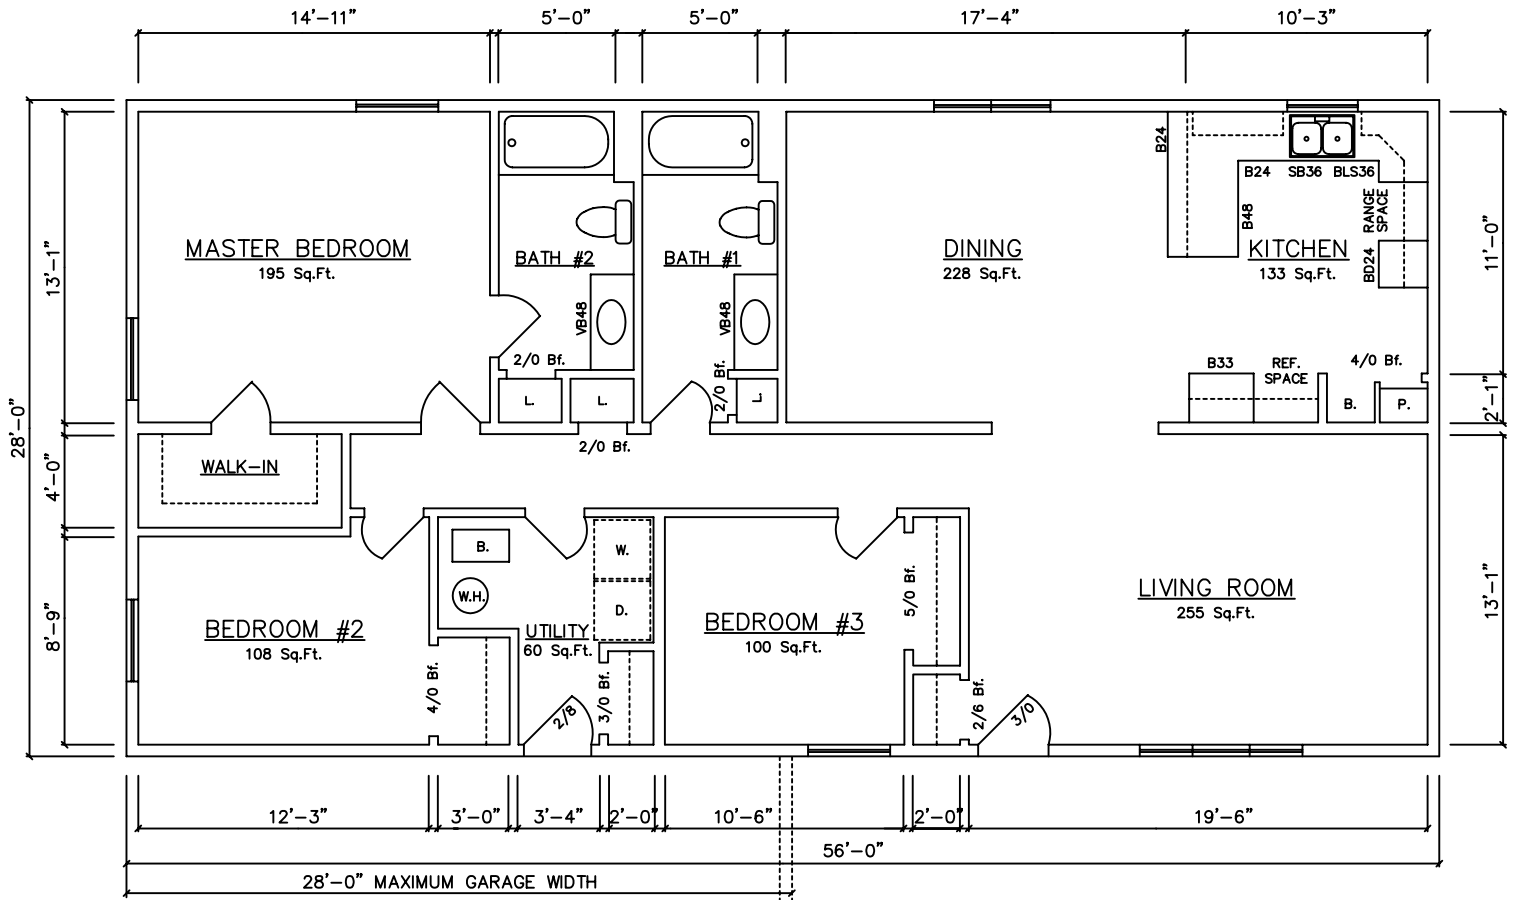 14'-11" 5'-0" 5'-0" 17'-4" 10'-3"
B24
B24 SB36 BLS36
RANGE
SPACE
B48
MASTER BEDROOM
195 Sq.Ft.
BATH #2
BATH #1
DINING
228 Sq.Ft.
KITCHEN
133 Sq.Ft.
BD24
13'-1"
11'-0"
VB48
VB48
2/0 Bf.
2/0 Bf.
B33
REF.
SPACE
4/0 Bf.
L.
L.
L.
B.
P.
2'-1"
28'-0"
2/0 Bf.
4'-0"
WALK-IN
B.
W.
W.H.
D.
5/0 Bf.
LIVING ROOM
255 Sq.Ft.
13'-1"
8'-9"
BEDROOM #2
108 Sq.Ft.
UTILITY
60 Sq.Ft.
BEDROOM #3
100 Sq.Ft.
4/0 Bf.
2/8
3/0 Bf.
2/6 Bf.
3/0
12'-3" 3'-0" 3'-4" 2'-0" 10'-6" 2'-0" 19'-6"
56'-0"
28'-0" MAXIMUM GARAGE WIDTH